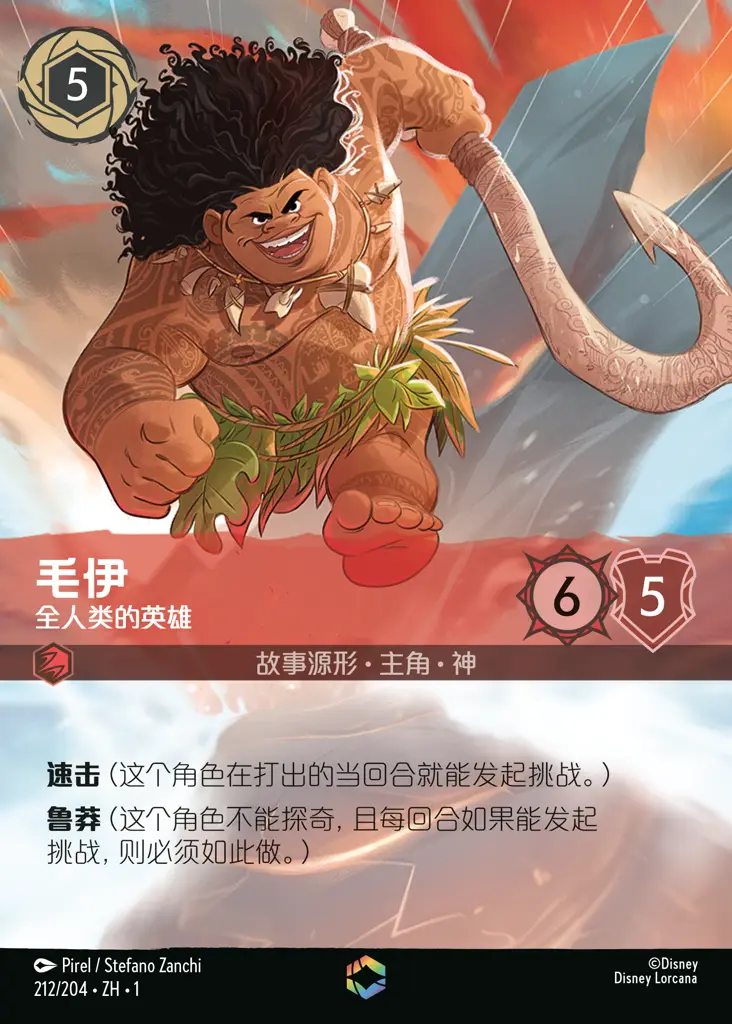 5
毛伊
全人类的英雄
6
5
故事源形・主角・神
速击（这个角色在打出的当回合就能发起挑战。）
鲁莽（这个角色不能探奇，且每回合如果能发起
挑战，则必须如此做。）
Pirel / Stefano Zanchi
©Disney
212/204 • ZH • 1
Disney Lorcana